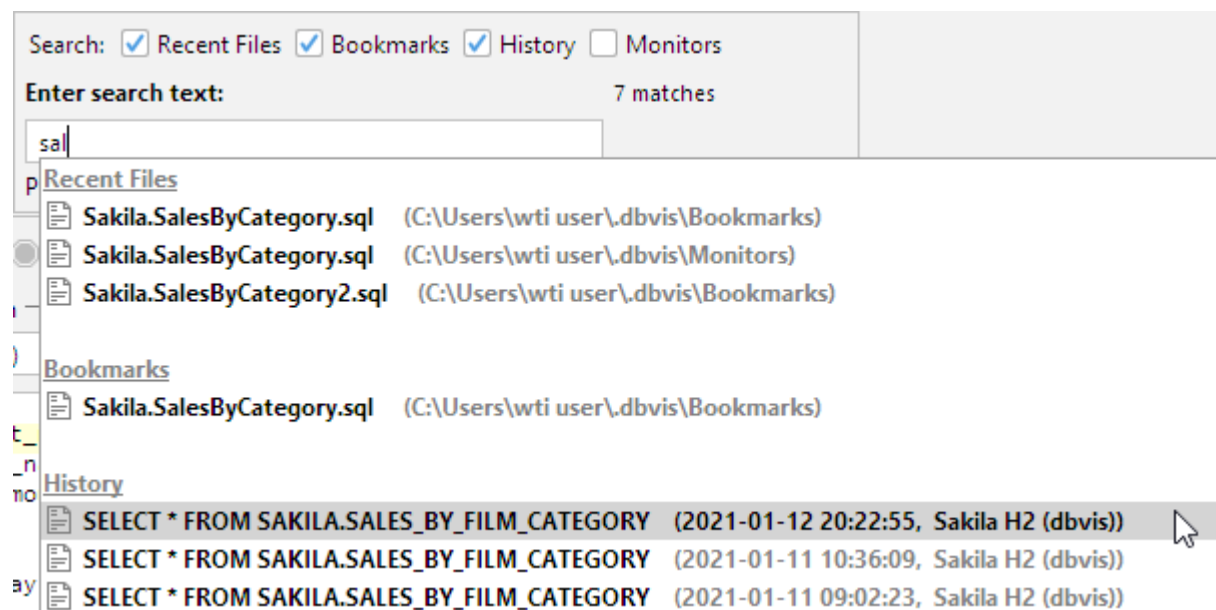 Search: Recent Files Bookmarks History Monitors
Enter search text: 7 matches
sal
p
Recent Files
Sakila.SalesByCategory.sql (C:\Users\wti user\.dbvis\Bookmarks)
Sakila.SalesByCategory.sql (C:\Users\wti user\.dbvis\Monitors)
Sakila.SalesByCategory2.sql (C:\Users\wti user\.dbvis\Bookmarks)
)
Bookmarks
Sakila.SalesByCategory.sql (C:\Users\wti user\.dbvis\Bookmarks)
t_
_n
mo
History
SELECT * FROM SAKILA.SALES_BY_FILM_CATEGORY (2021-01-12 20:22:55, Sakila H2 (dbvis))
SELECT * FROM SAKILA.SALES_BY_FILM_CATEGORY (2021-01-11 10:36:09, Sakila H2 (dbvis))
ay
SELECT * FROM SAKILA.SALES_BY_FILM_CATEGORY (2021-01-11 09:02:23, Sakila H2 (dbvis))